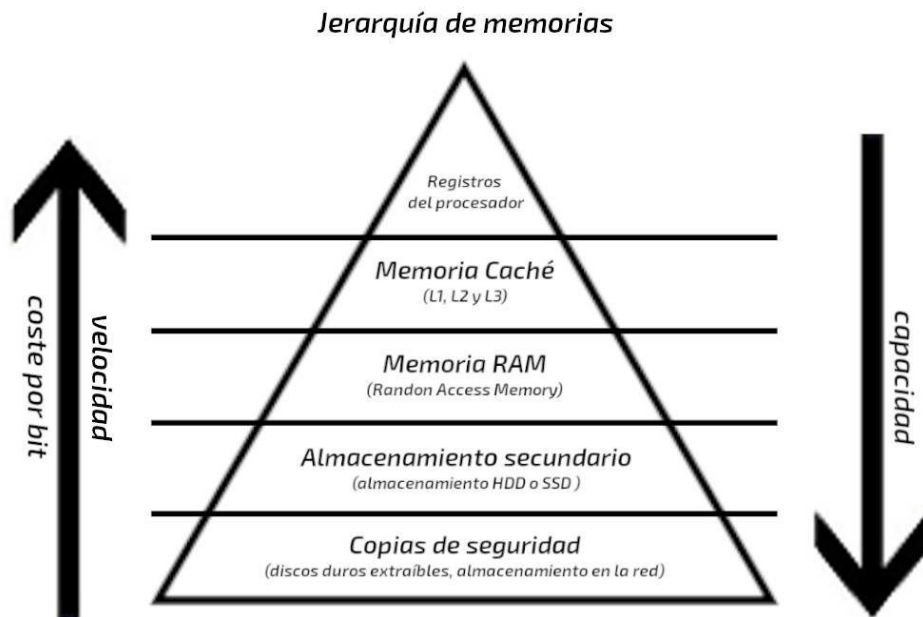 Jerarquía de memorias
Registros
del procesador
Memoria Caché
(L1, L2 y L3)
Memoria RAM
(Randon Access Memory)
Almacenamiento secundario
(almacenamiento HDD o SSD )
Copias de seguridad
(discos duros extraíbles, almacenamiento en la red)
coste por bit
velocidad
capacidad